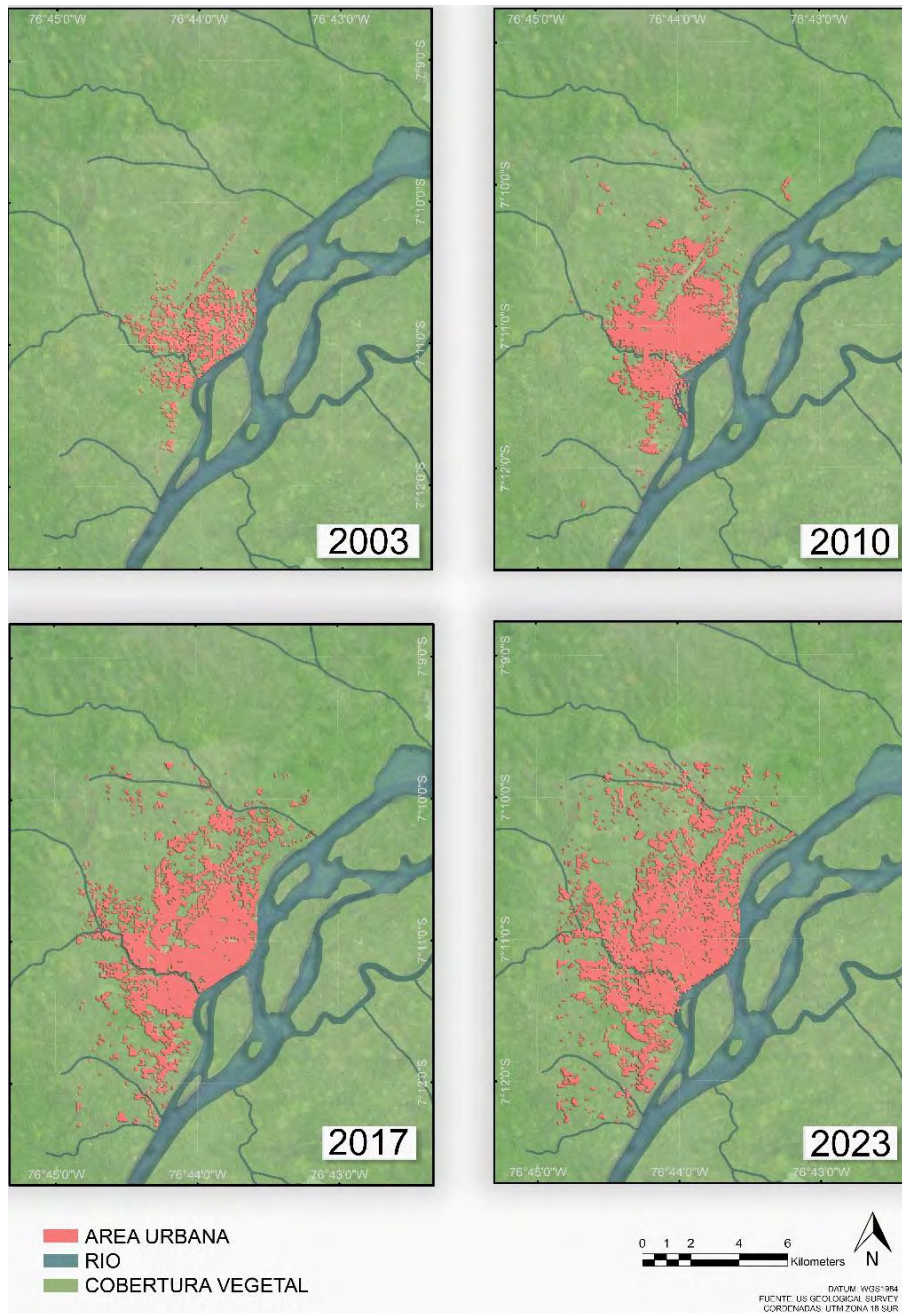 76°45'0"W 76°44'0"W 76°43'0"W
7°9'0"S
7°10'0"S
7°11'0"S
7°12'0"S
2003
76°45'0"W 76°44'0"W 76°43'0"W
7°10'0"S
7°11'0"S
7°12'0"S
2010
7°9'0"S
7°10'0"S
7°11'0"S
7°12'0"S
2017
76°45'0"W 76°44'0"W 76°43'0"W
7°9'0"S
7°10'0"S
7°11'0"S
7°12'0"S
2023
76°45'0"W 76°44'0"W 76°43'0"W
AREA URBANA
RIO
COBERTURA VEGETAL
0 1 2 4 6
Kilometers
N
DATUM: WGS1984
FUENTE: US GEOLOGICAL SURVEY
CORDENADAS: UTM ZONA 18 SUR